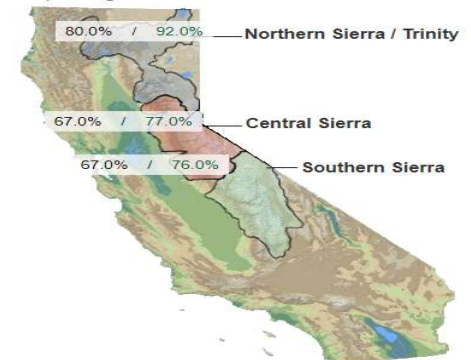 80.0% / 92.0% Northern Sierra / Trinity
67.0% / 77.0% Central Sierra
67.0% / 76.0% Southern Sierra